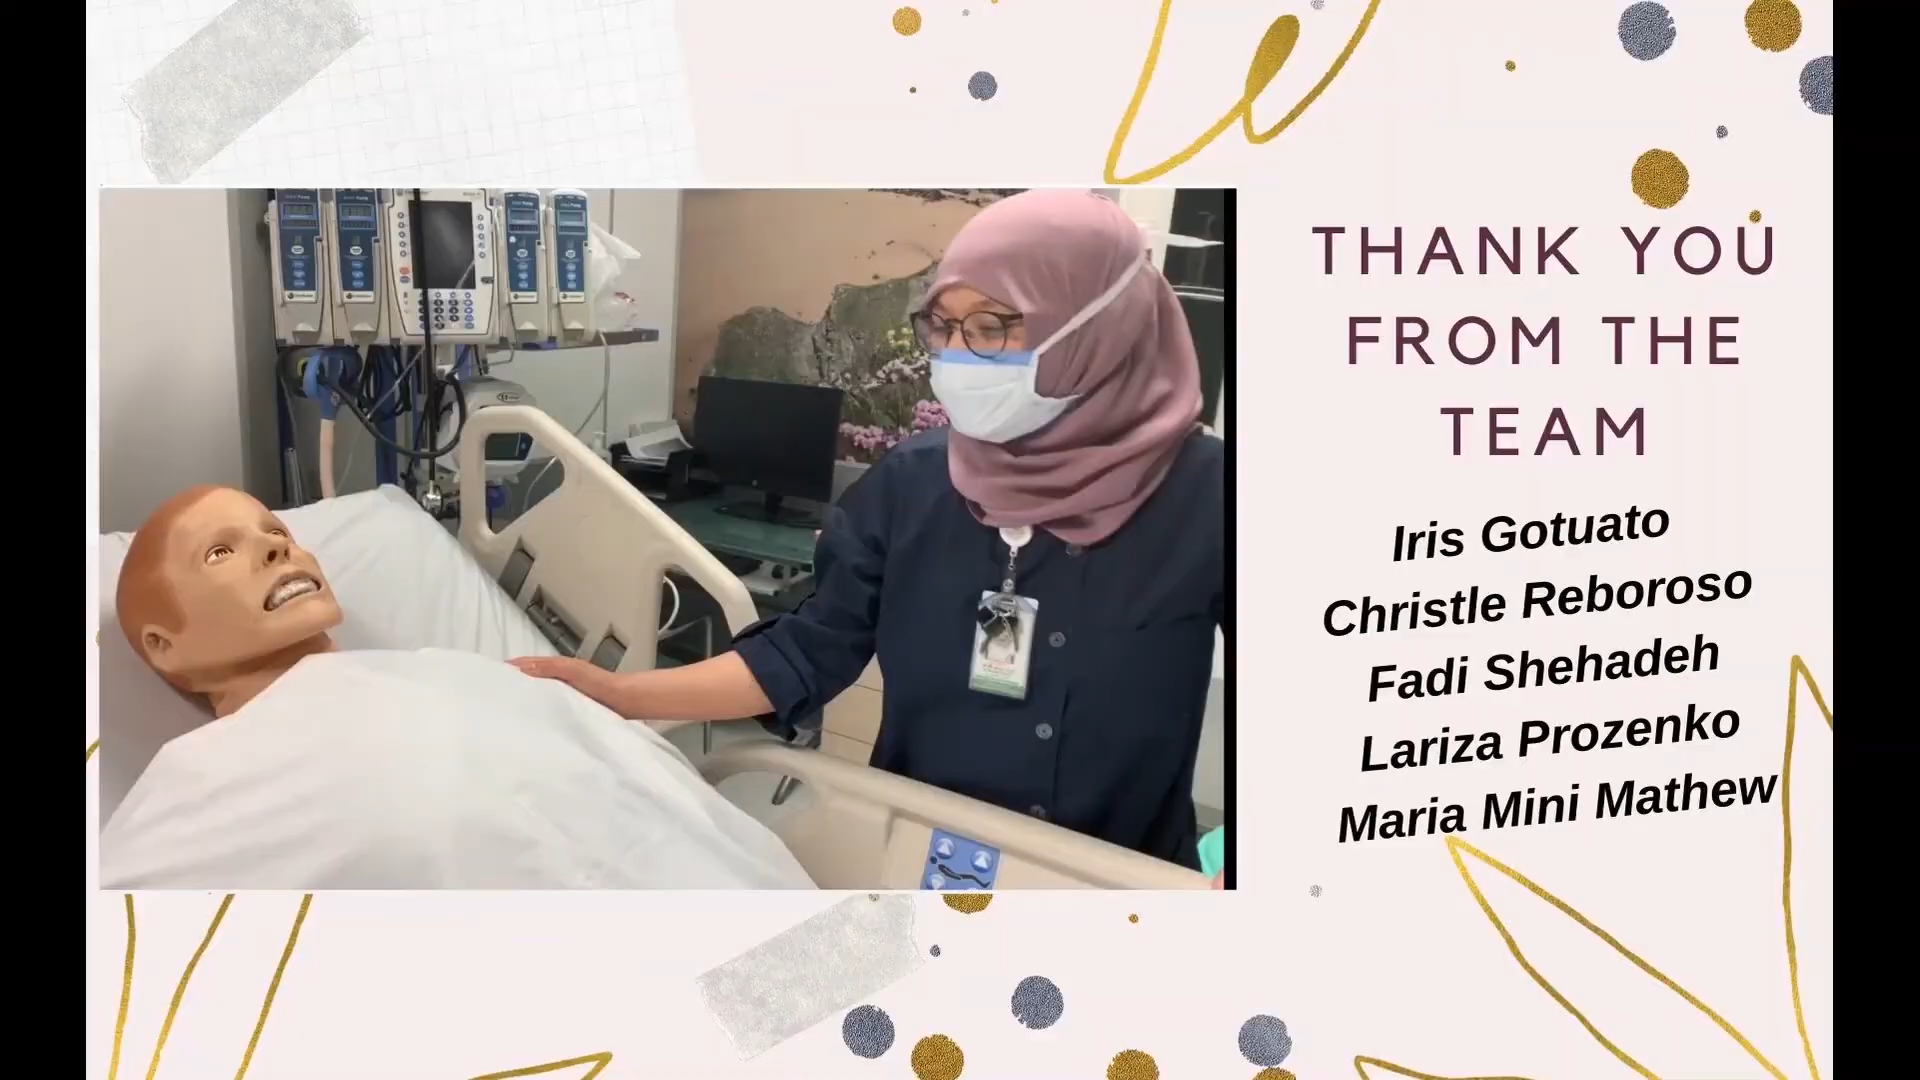 THANK YOU
FROM THE
TEAM
Iris Gotuato
Christle Reboroso
Fadi Shehadeh
Lariza Prozenko
Maria Mini Mathew